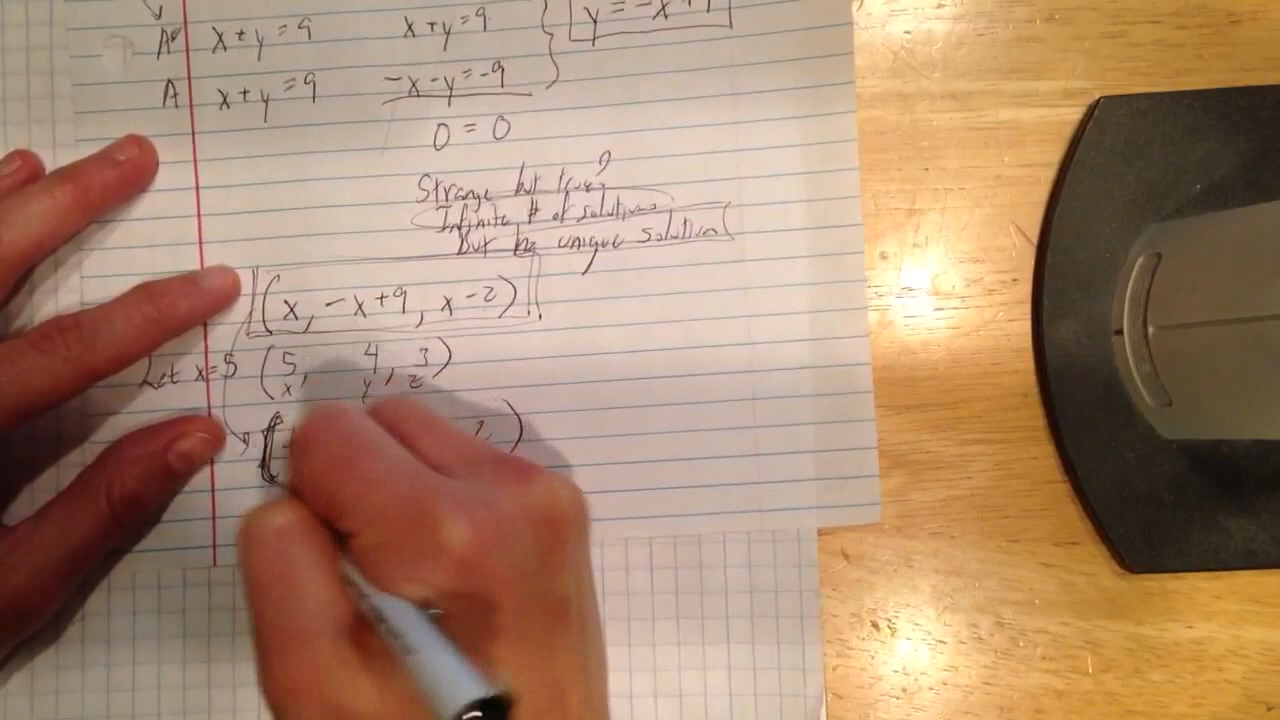 y = -x + 9
A x + y = 9 x + y = 9
A x + y = 9 -x - y = -9
0 = 0
Strange but true?
Infinite # of solutions
But no unique solution!
(x, -x + 9, x - 2)
Let x = 5 (5, 4, 3)
x y z
( )